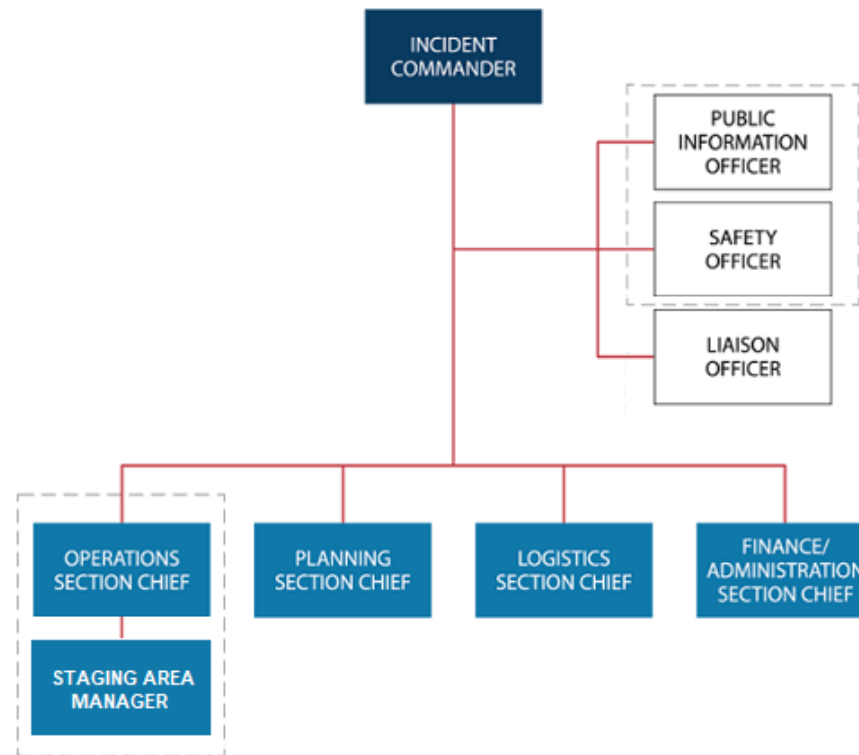 INCIDENT
COMMANDER
PUBLIC
INFORMATION
OFFICER
SAFETY
OFFICER
LIAISON
OFFICER
OPERATIONS
SECTION CHIEF
PLANNING
SECTION CHIEF
LOGISTICS
SECTION CHIEF
FINANCE/
ADMINISTRATION
SECTION CHIEF
STAGING AREA
MANAGER